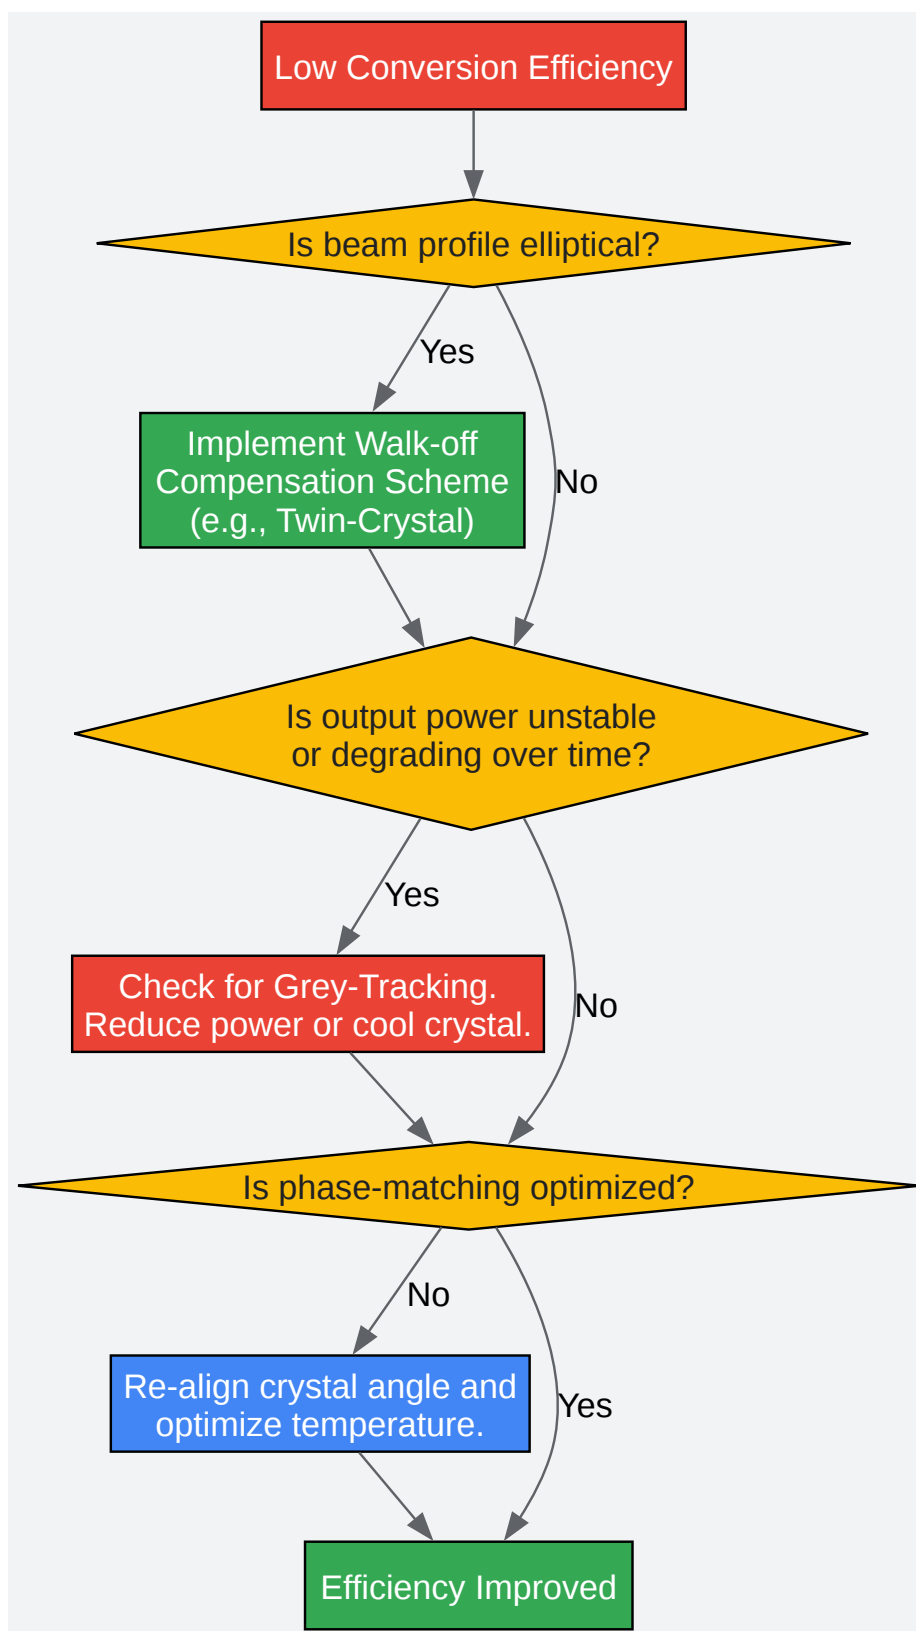 Low Conversion Efficiency
Is beam profile elliptical?
Yes
Implement Walk-off
Compensation Scheme
(e.g., Twin-Crystal)
No
Is output power unstable
or degrading over time?
Yes
Check for Grey-Tracking.
Reduce power or cool crystal.
No
Is phase-matching optimized?
No
Re-align crystal angle and
optimize temperature.
Yes
Efficiency Improved